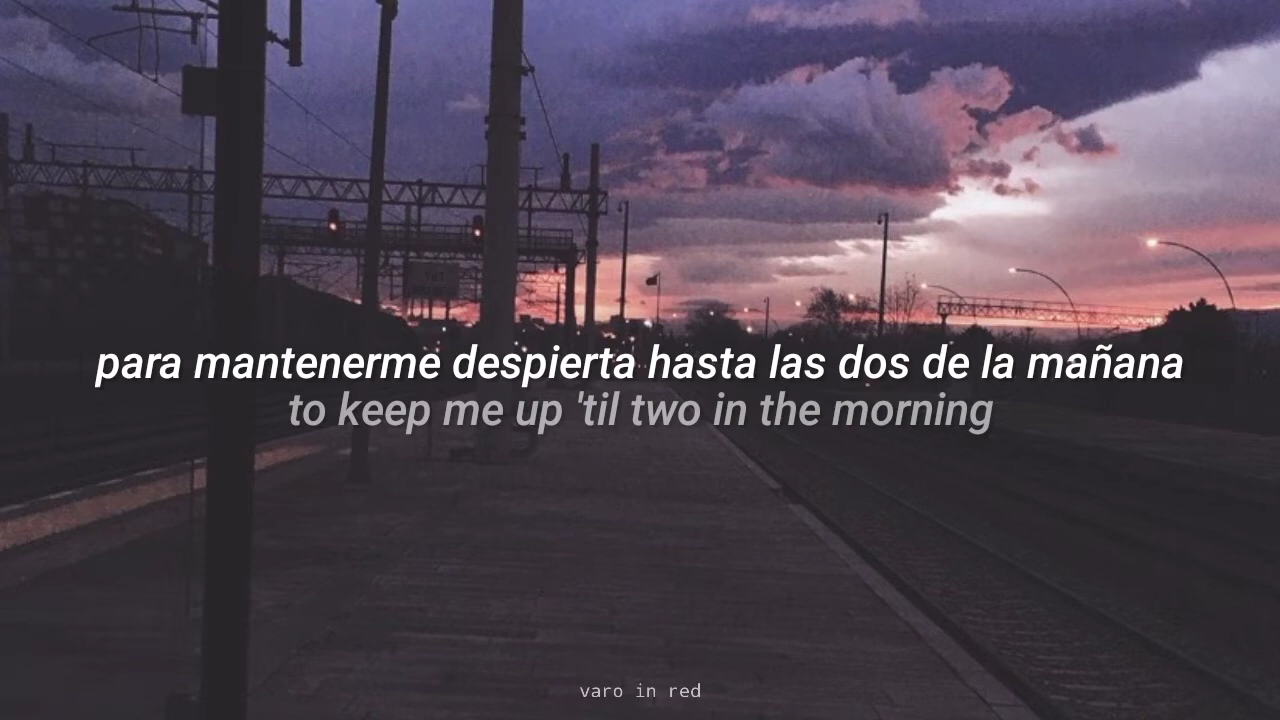 para mantenerme despierta hasta las dos de la mañana
to keep me up 'til two in the morning
varo in red